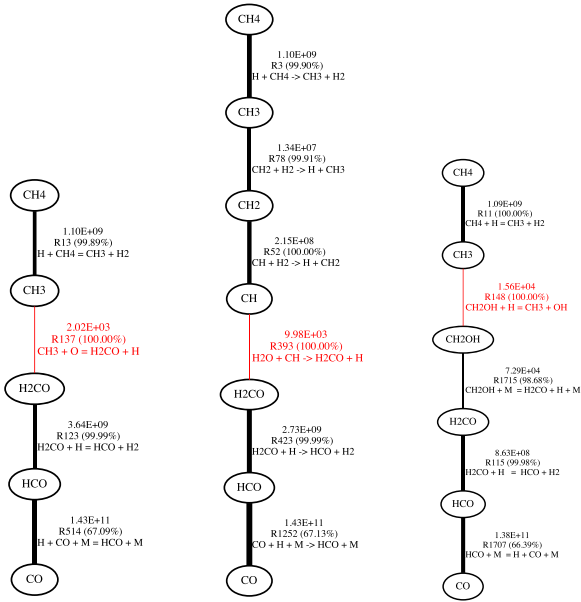 CH4
1.10E+09
R13 (99.89%)
H + CH4 = CH3 + H2
CH3
2.02E+03
R137 (100.00%)
CH3 + O = H2CO + H
H2CO
3.64E+09
R123 (99.99%)
H2CO + H = HCO + H2
HCO
1.43E+11
R514 (67.09%)
H + CO + M = HCO + M
CO
CH4
1.10E+09
R3 (99.90%)
H + CH4 -> CH3 + H2
CH3
1.34E+07
R78 (99.91%)
CH2 + H2 -> H + CH3
CH2
2.15E+08
R52 (100.00%)
CH + H2 -> H + CH2
CH
9.98E+03
R393 (100.00%)
H2O + CH -> H2CO + H
H2CO
2.73E+09
R423 (99.99%)
H2CO + H -> HCO + H2
HCO
1.43E+11
R1252 (67.13%)
CO + H + M -> HCO + M
CO
CH4
1.09E+09
R11 (100.00%)
CH4 + H = CH3 + H2
CH3
1.56E+04
R148 (100.00%)
CH2OH + H = CH3 + OH
CH2OH
7.29E+04
R1715 (98.68%)
CH2OH + M = H2CO + H + M
H2CO
8.63E+08
R115 (99.98%)
H2CO + H = HCO + H2
HCO
1.38E+11
R1707 (66.39%)
HCO + M = H + CO + M
CO